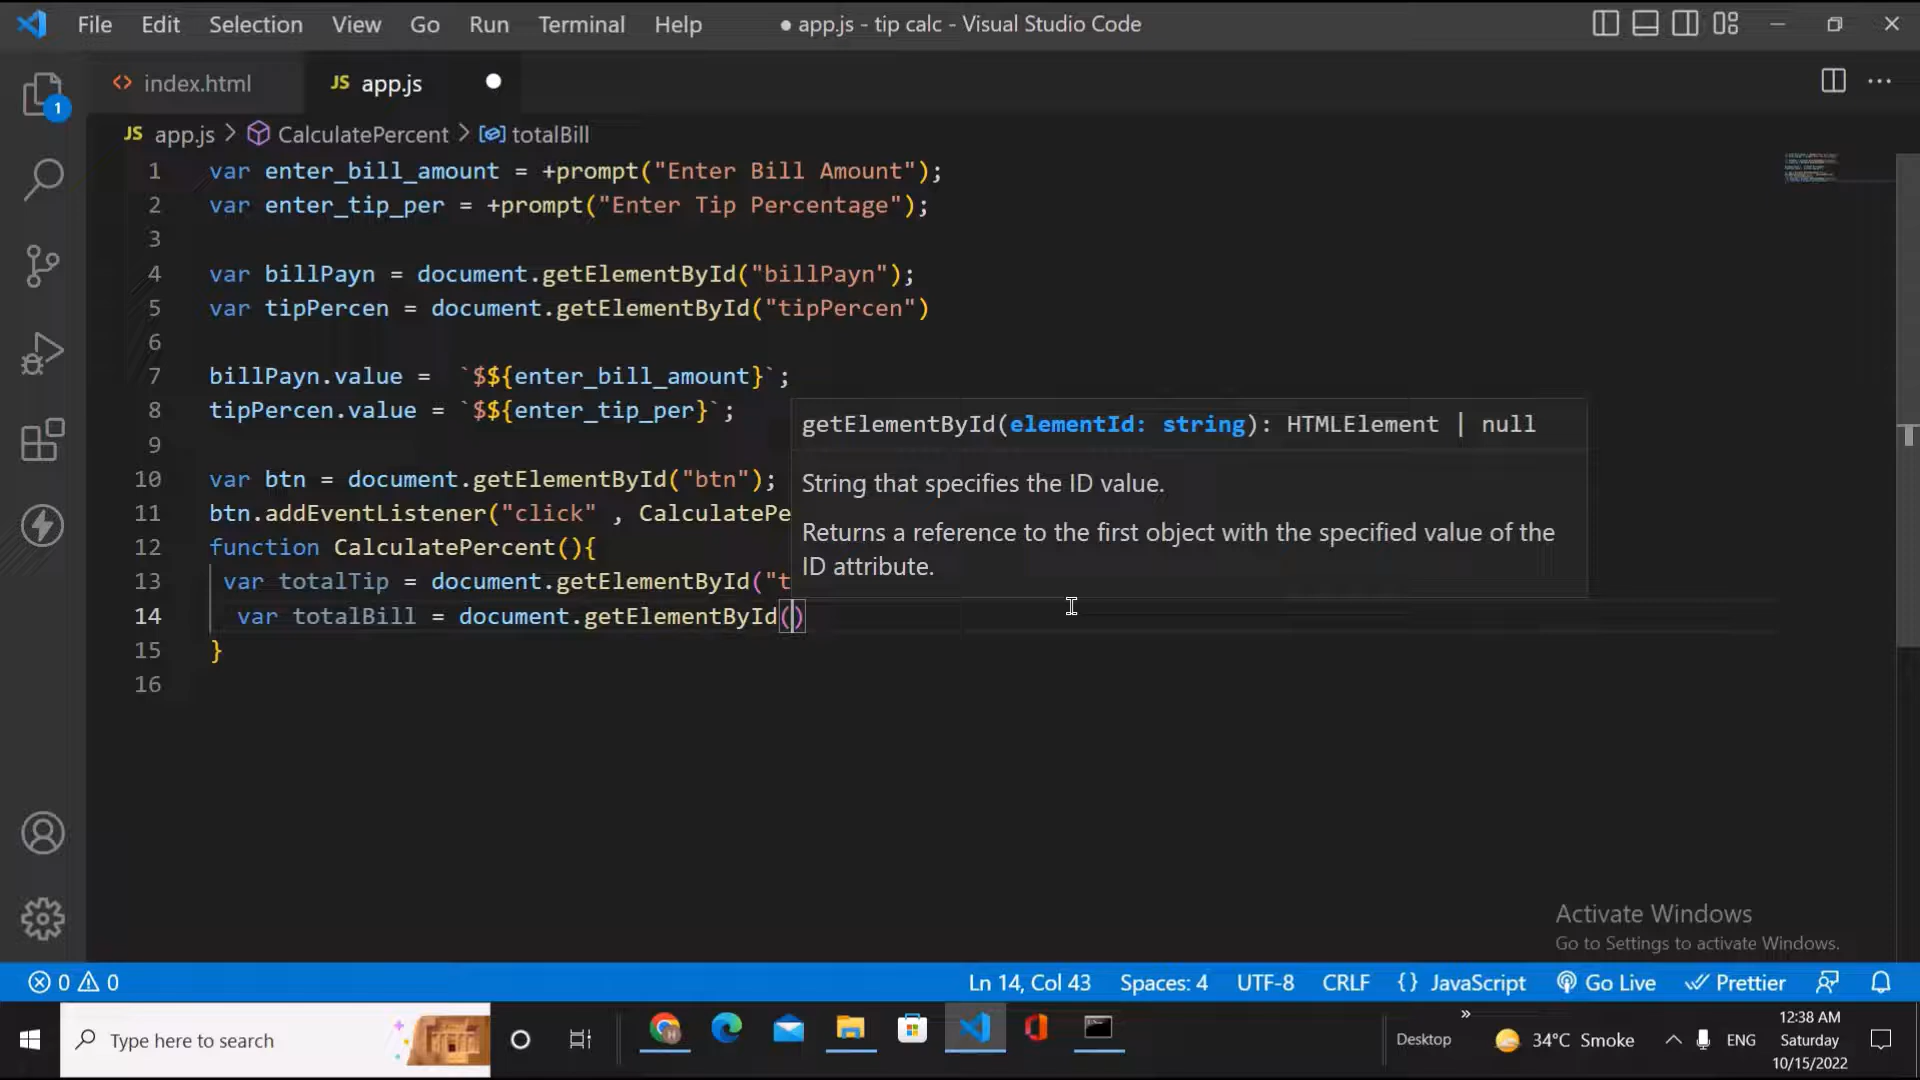 File Edit Selection View Go Run Terminal Help ● app.js - tip calc - Visual Studio Code
1
<> index.html JS app.js
JS app.js > CalculatePercent > totalBill
1 var enter_bill_amount = +prompt("Enter Bill Amount");
2 var enter_tip_per = +prompt("Enter Tip Percentage");
3
4 var billPayn = document.getElementById("billPayn");
5 var tipPercen = document.getElementById("tipPercen")
6
7 billPayn.value =  `$${enter_bill_amount}`;
8 tipPercen.value = `$${enter_tip_per}`;
9
10 var btn = document.getElementById("btn");
11 btn.addEventListener("click" , CalculatePe
12 function CalculatePercent(){
13 var totalTip = document.getElementById("t
14 var totalBill = document.getElementById()
15 }
16
getElementById(elementId: string): HTMLElement | null
String that specifies the ID value.
Returns a reference to the first object with the specified value of the
ID attribute.
Activate Windows
Go to Settings to activate Windows.
0 0 Ln 14, Col 43 Spaces: 4 UTF-8 CRLF {} JavaScript Go Live Prettier
Type here to search Desktop » 34°C Smoke ENG
12:38 AM
Saturday
10/15/2022